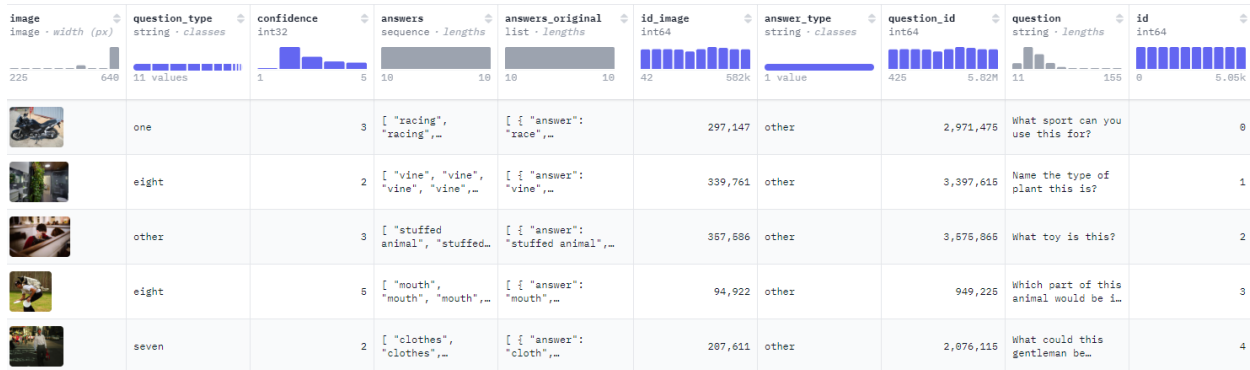 image question_type confidence answers answers_original id_image answer_type question_id question id
image · width (px) string · classes int32 sequence · lengths list · lengths int64 string · classes int64 string · lengths int64
225 640 11 values 1 5 10 10 10 10 42 582k 1 value 425 5.82M 11 155 0 5.05k
one 3 [ "racing", "racing",… [ { "answer": "race",… 297,147 other 2,971,475 What sport can you use this for? 0
eight 2 [ "vine", "vine", "vine", "vine",… [ { "answer": "vine",… 339,761 other 3,397,615 Name the type of plant this is? 1
other 3 [ "stuffed animal", "stuffed… [ { "answer": "stuffed animal",… 357,586 other 3,575,865 What toy is this? 2
eight 5 [ "mouth", "mouth", "mouth",… [ { "answer": "mouth",… 94,922 other 949,225 Which part of this animal would be i… 3
seven 2 [ "clothes", "clothes",… [ { "answer": "cloth",… 207,611 other 2,076,115 What could this gentleman be… 4